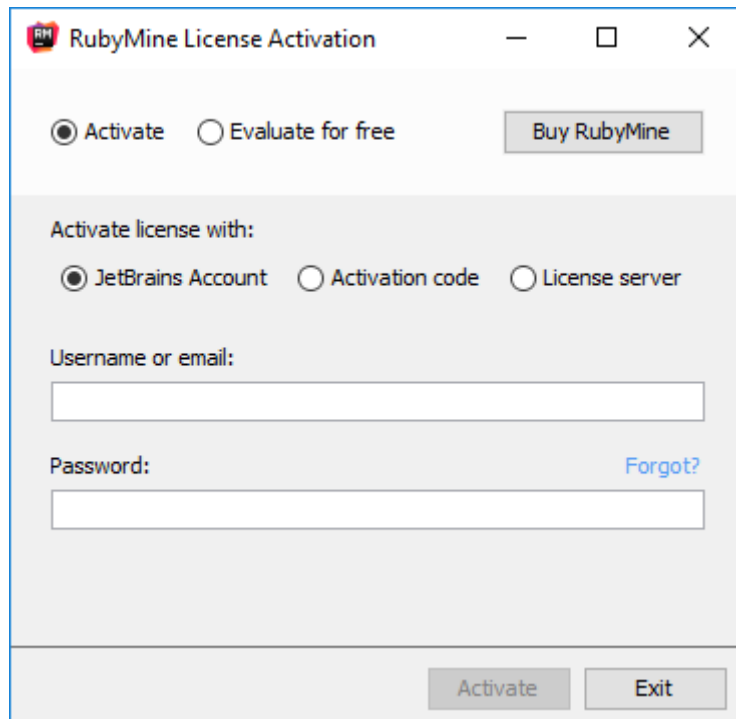 RM RubyMine License Activation
Activate Evaluate for free Buy RubyMine
Activate license with:
JetBrains Account Activation code License server
Username or email:
Password: Forgot?
Activate Exit